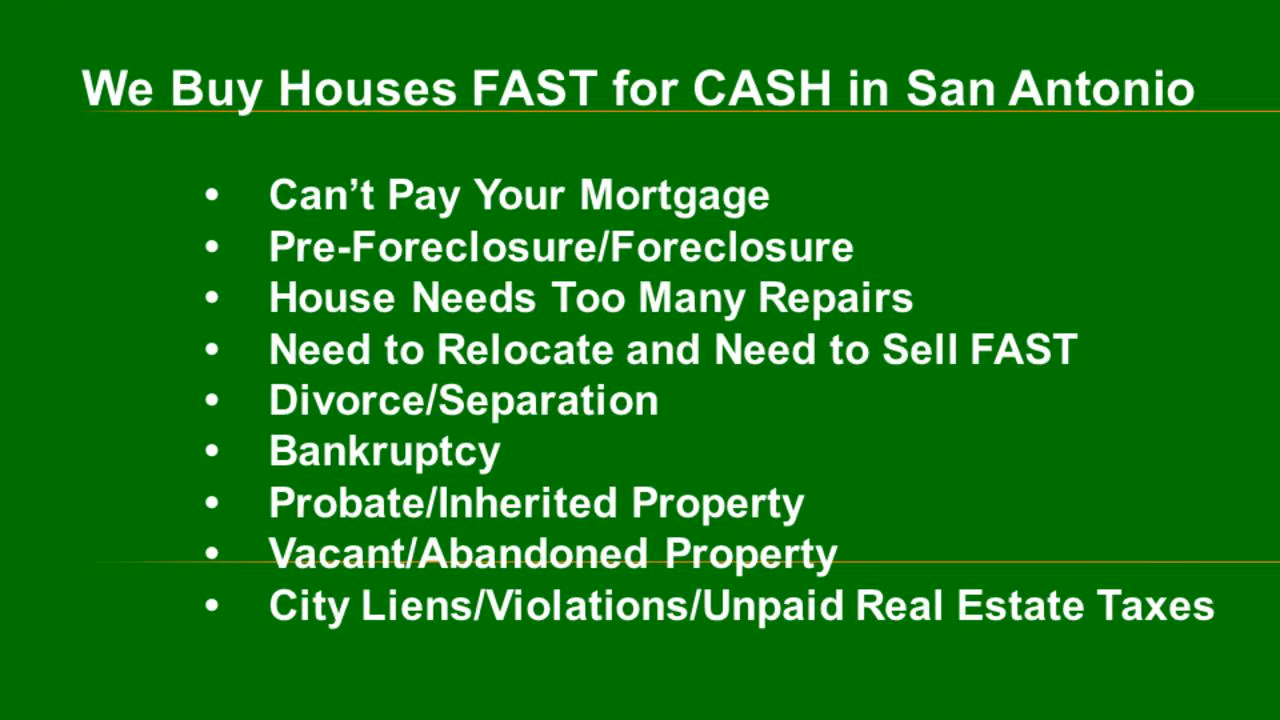 We Buy Houses FAST for CASH in San Antonio
• Can’t Pay Your Mortgage
• Pre-Foreclosure/Foreclosure
• House Needs Too Many Repairs
• Need to Relocate and Need to Sell FAST
• Divorce/Separation
• Bankruptcy
• Probate/Inherited Property
• Vacant/Abandoned Property
• City Liens/Violations/Unpaid Real Estate Taxes